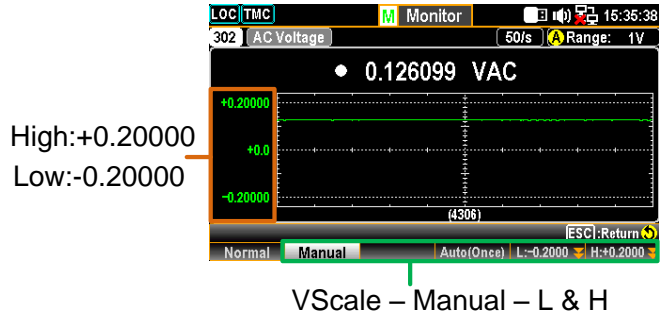 LOC TMC M Monitor 15:35:38
302 AC Voltage 50/s A Range: 1V
0.126099 VAC
High:+0.20000
Low:-0.20000
+0.20000
+0.0
-0.20000
(4306)
ESC:Return
Normal Manual Auto(Once) L:-0.2000 H:+0.2000
VScale – Manual – L & H